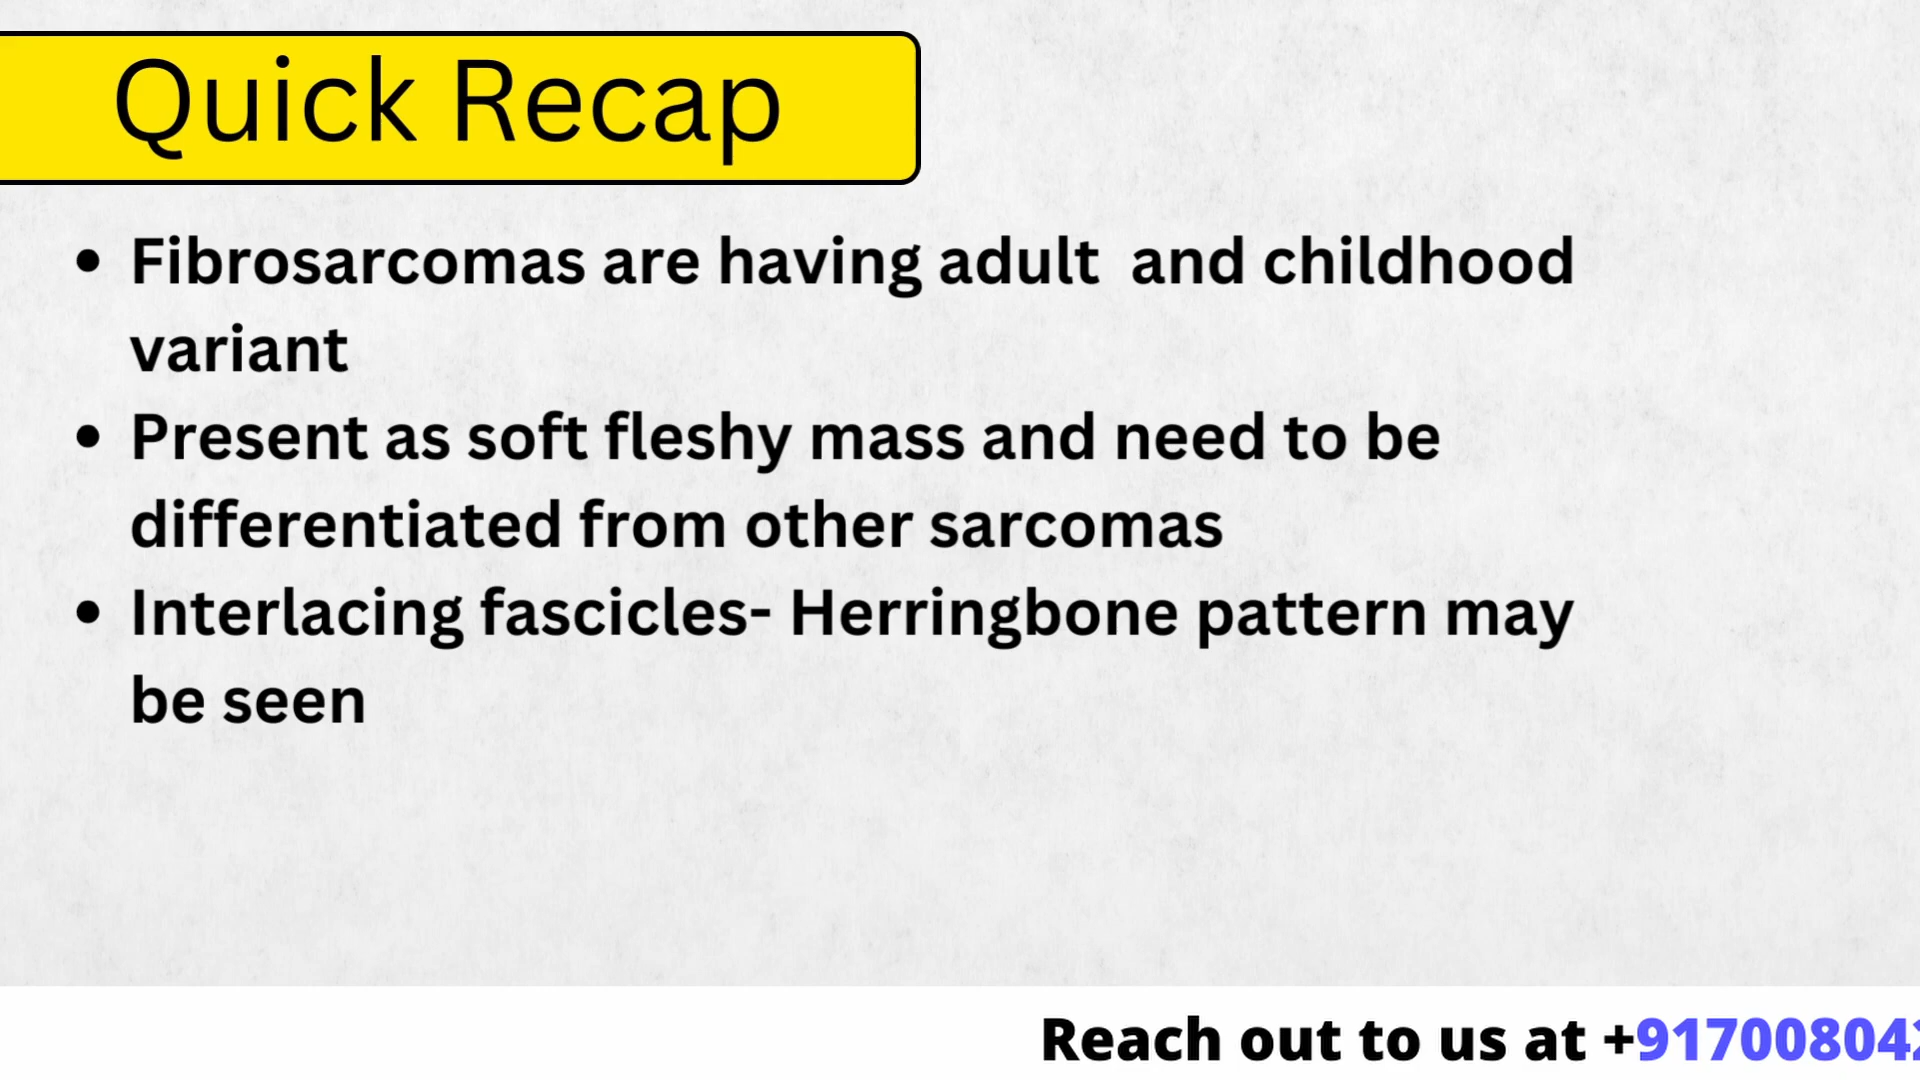 Quick Recap
• Fibrosarcomas are having adult  and childhood
variant
• Present as soft fleshy mass and need to be
differentiated from other sarcomas
• Interlacing fascicles- Herringbone pattern may
be seen
Reach out to us at +917008042